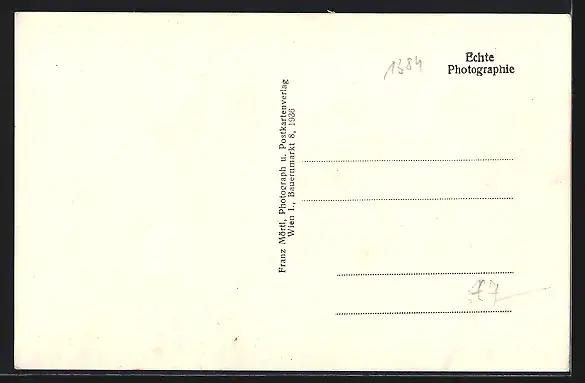 1384
Echte
Photographie
Franz Mörtl, Photograph u. Postkartenverlag
Wien I., Bauernmarkt 8, 1936